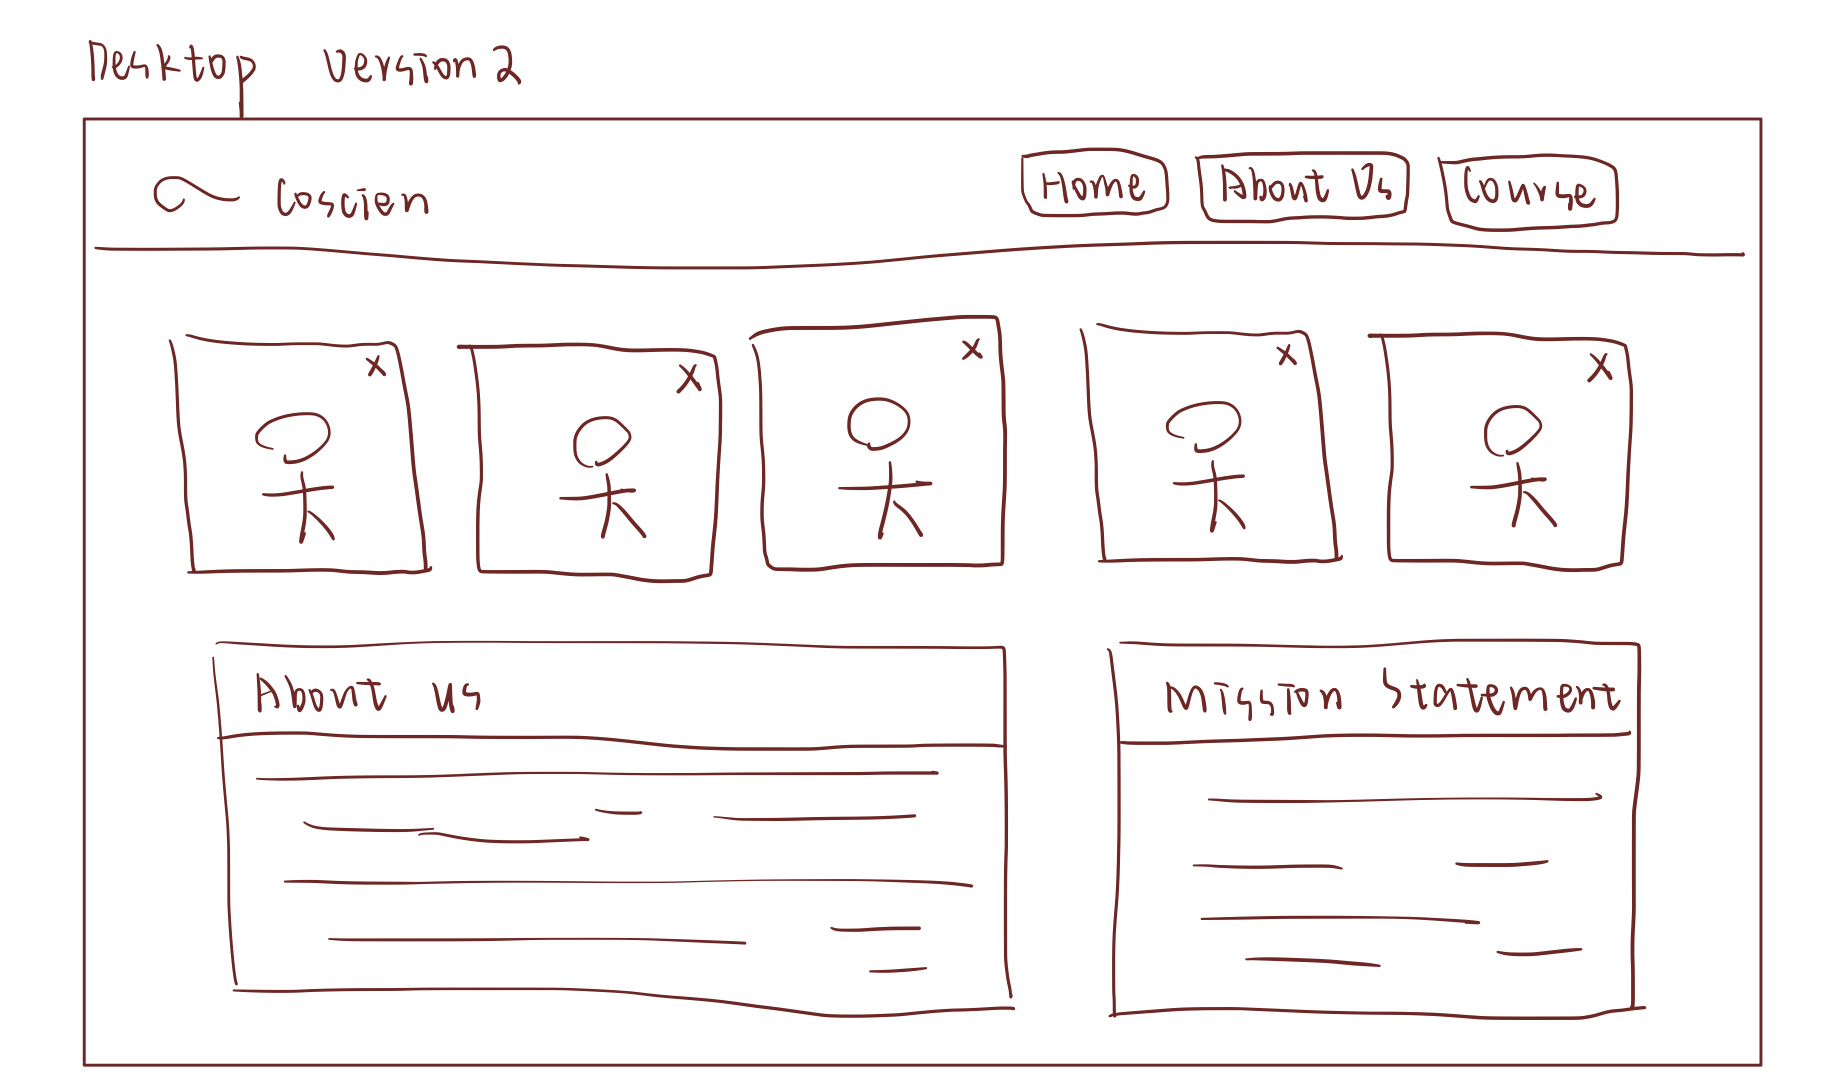 Desktop Version 2
Coscien
Home
About Us
Course
x
x
x
x
x
About us
Mission Statement